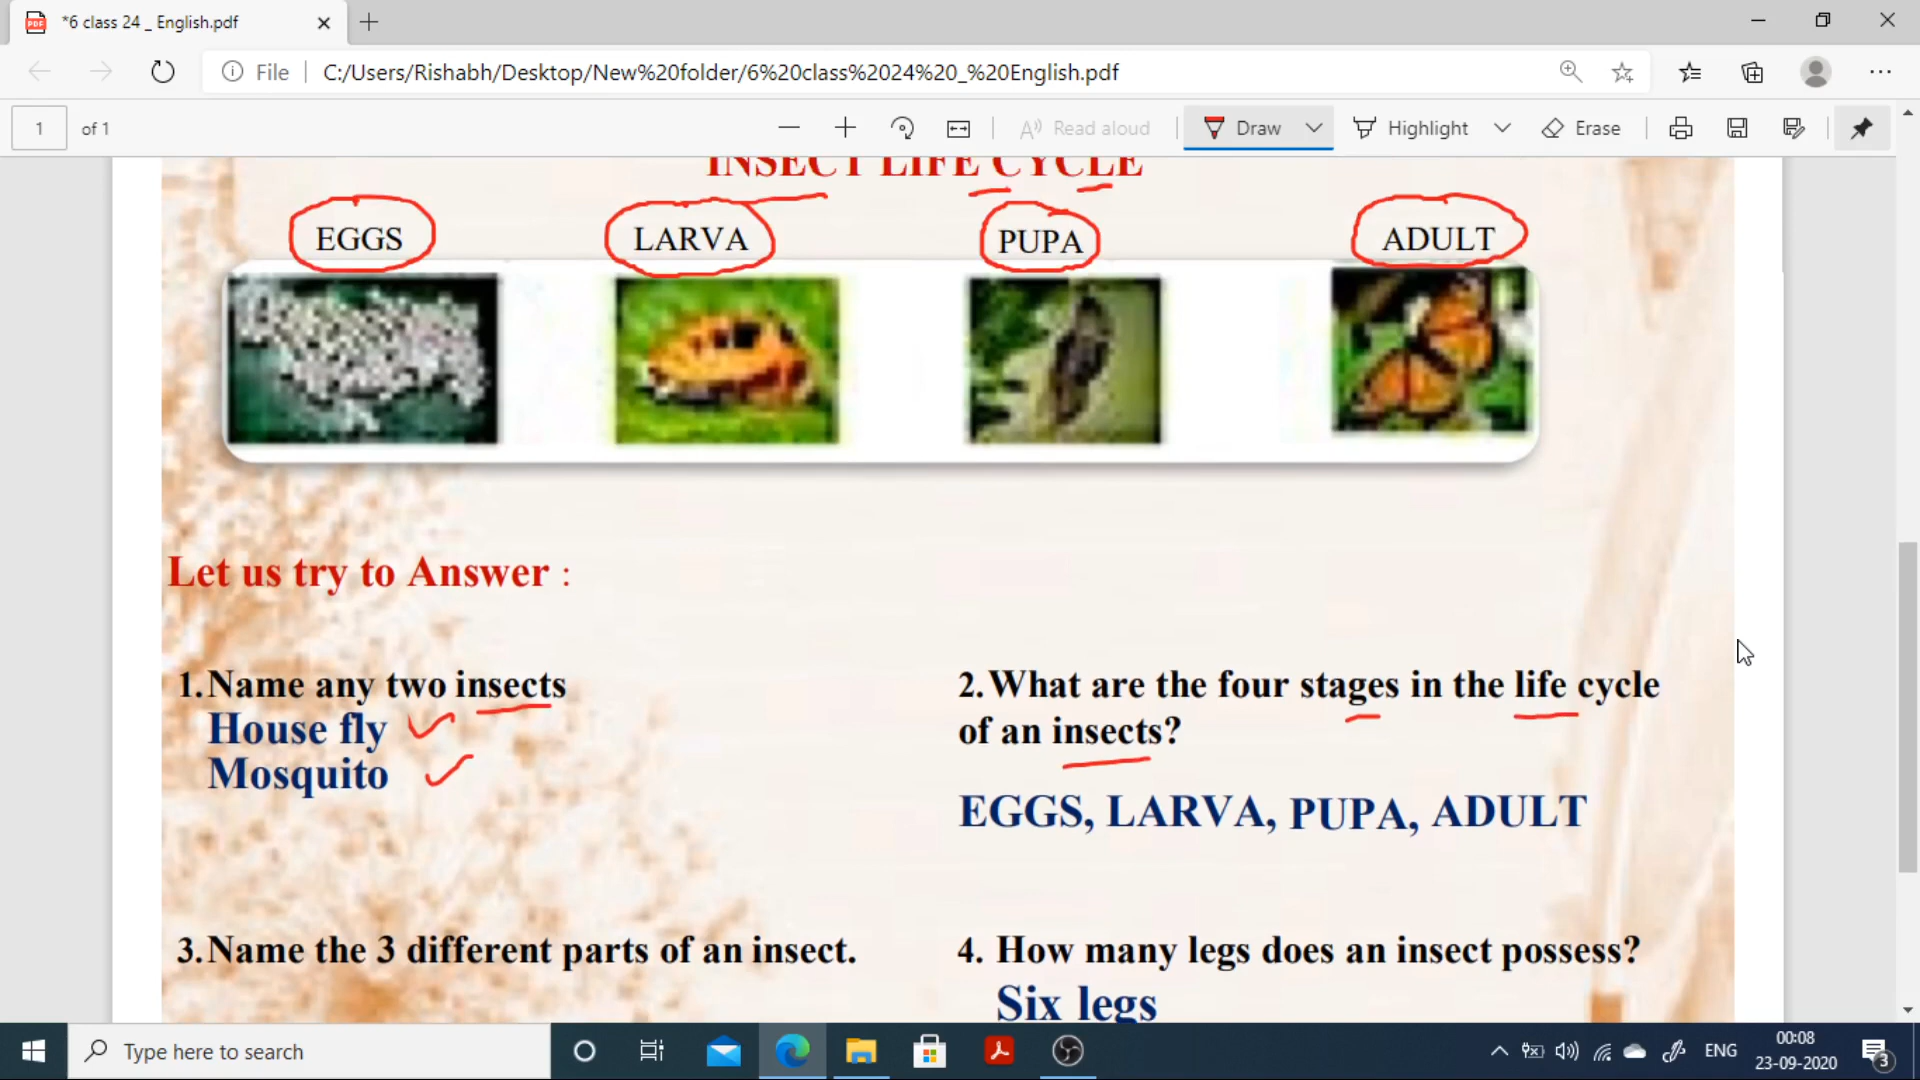 *6 class 24 _ English.pdf
File
C:/Users/Rishabh/Desktop/New%20folder/6%20class%2024%20_%20English.pdf
1 of 1
Read aloud
Draw
Highlight
Erase
INSECT LIFE CYCLE
EGGS LARVA PUPA ADULT
Let us try to Answer :
1.Name any two insects
House fly
Mosquito
2.What are the four stages in the life cycle
of an insects?
EGGS, LARVA, PUPA, ADULT
3.Name the 3 different parts of an insect.
4. How many legs does an insect possess?
Six legs
Type here to search
ENG
00:08
23-09-2020
3